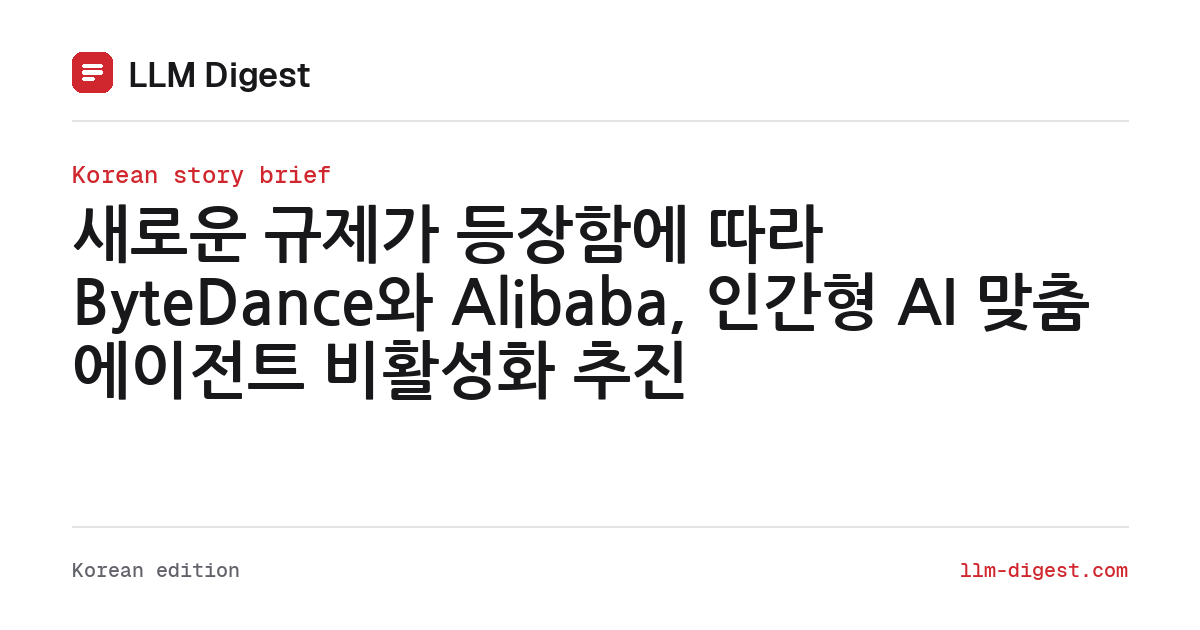 LLM Digest
Korean story brief
새로운 규제가 등장함에 따라
ByteDance와 Alibaba, 인간형 AI 맞춤
에이전트 비활성화 추진
Korean edition
llm-digest.com